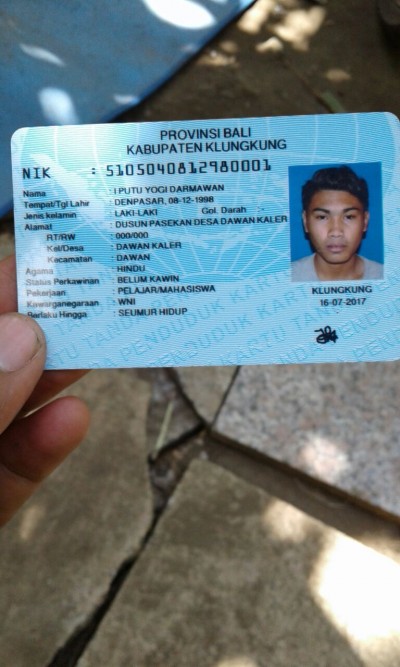 PROVINSI BALI
KABUPATEN KLUNGKUNG
NIK : 5105040812980001
Nama : I PUTU YOGI DARMAWAN
Tempat/Tgl Lahir : DENPASAR, 08-12-1998
Jenis kelamin : LAKI-LAKI Gol. Darah : -
Alamat : DUSUN PASEKAN DESA DAWAN KALER
RT/RW : 000/000
Kel/Desa : DAWAN KALER
Kecamatan : DAWAN
Agama : HINDU
Status Perkawinan : BELUM KAWIN
Pekerjaan : PELAJAR/MAHASISWA
Kewarganegaraan : WNI
Berlaku Hingga : SEUMUR HIDUP
KLUNGKUNG
16-07-2017